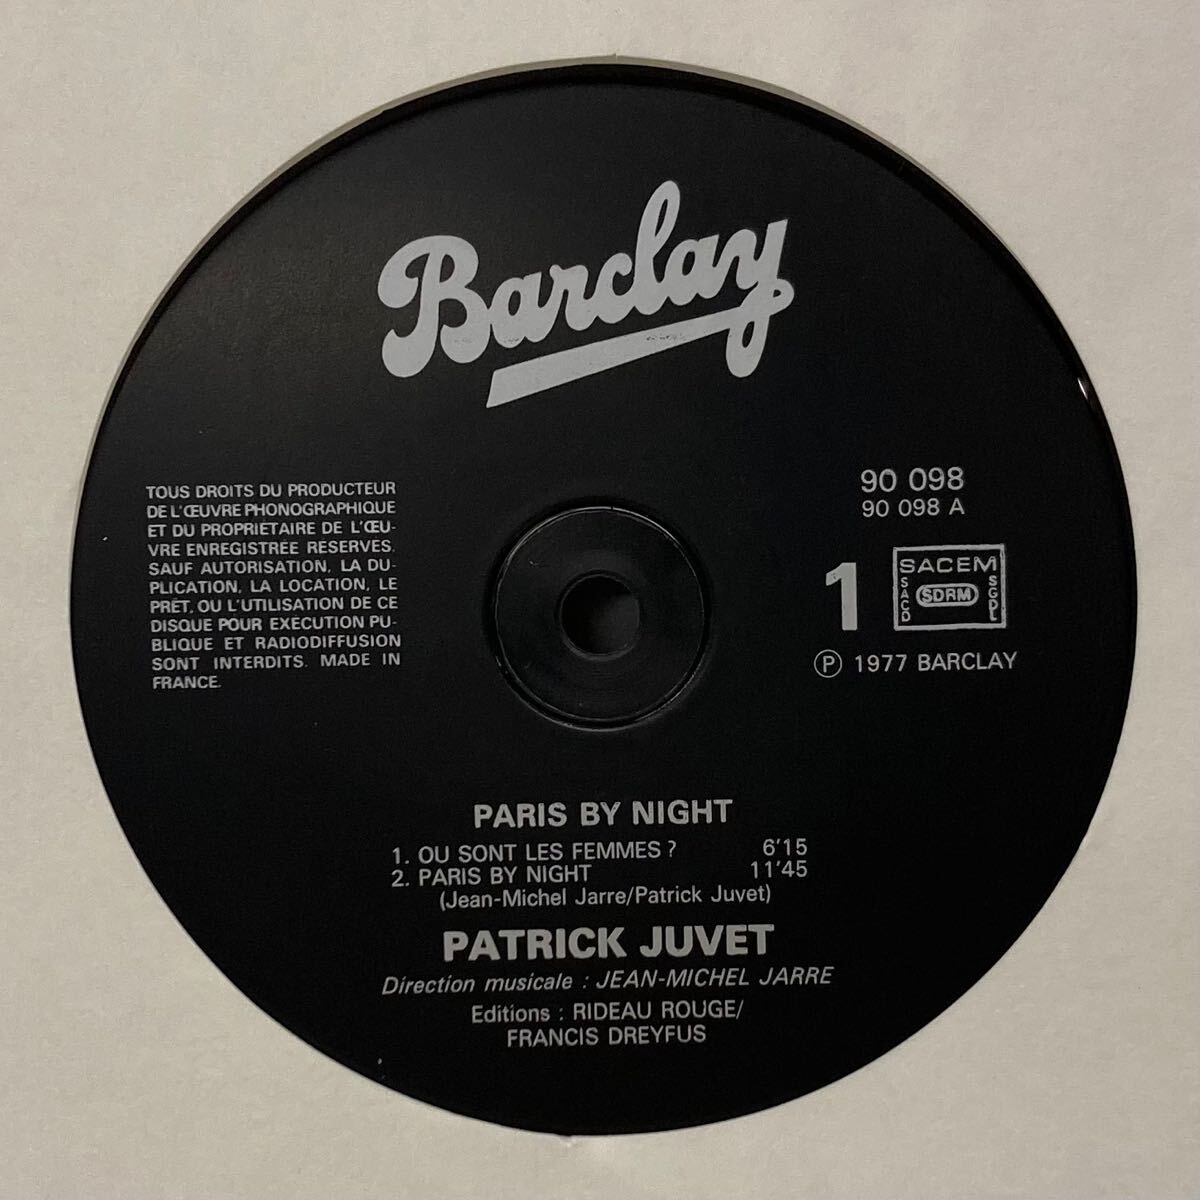 Barclay
TOUS DROITS DU PRODUCTEUR
DE L'ŒUVRE PHONOGRAPHIQUE
ET DU PROPRIÉTAIRE DE L'ŒU-
VRE ENREGISTRÉE RÉSERVÉS.
SAUF AUTORISATION, LA DU-
PLICATION, LA LOCATION, LE
PRÊT, OU L'UTILISATION DE CE
DISQUE POUR EXÉCUTION PU-
BLIQUE ET RADIODIFFUSION
SONT INTERDITS. MADE IN
FRANCE.
90 098
90 098 A
1
SACEM
SACD
SDRM
SGDL
Ⓟ 1977 BARCLAY
PARIS BY NIGHT
1. OU SONT LES FEMMES ? 6'15
2. PARIS BY NIGHT 11'45
(Jean-Michel Jarre/Patrick Juvet)
PATRICK JUVET
Direction musicale : JEAN-MICHEL JARRE
Editions : RIDEAU ROUGE/
FRANCIS DREYFUS